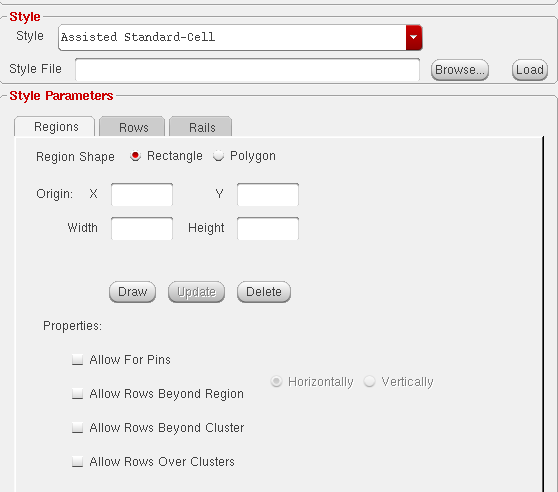 Style
Style Assisted Standard-Cell
Style File Browse... Load
Style Parameters
Regions Rows Rails
Region Shape Rectangle Polygon
Origin: X Y
Width Height
Draw Update Delete
Properties:
Allow For Pins
Horizontally Vertically
Allow Rows Beyond Region
Allow Rows Beyond Cluster
Allow Rows Over Clusters